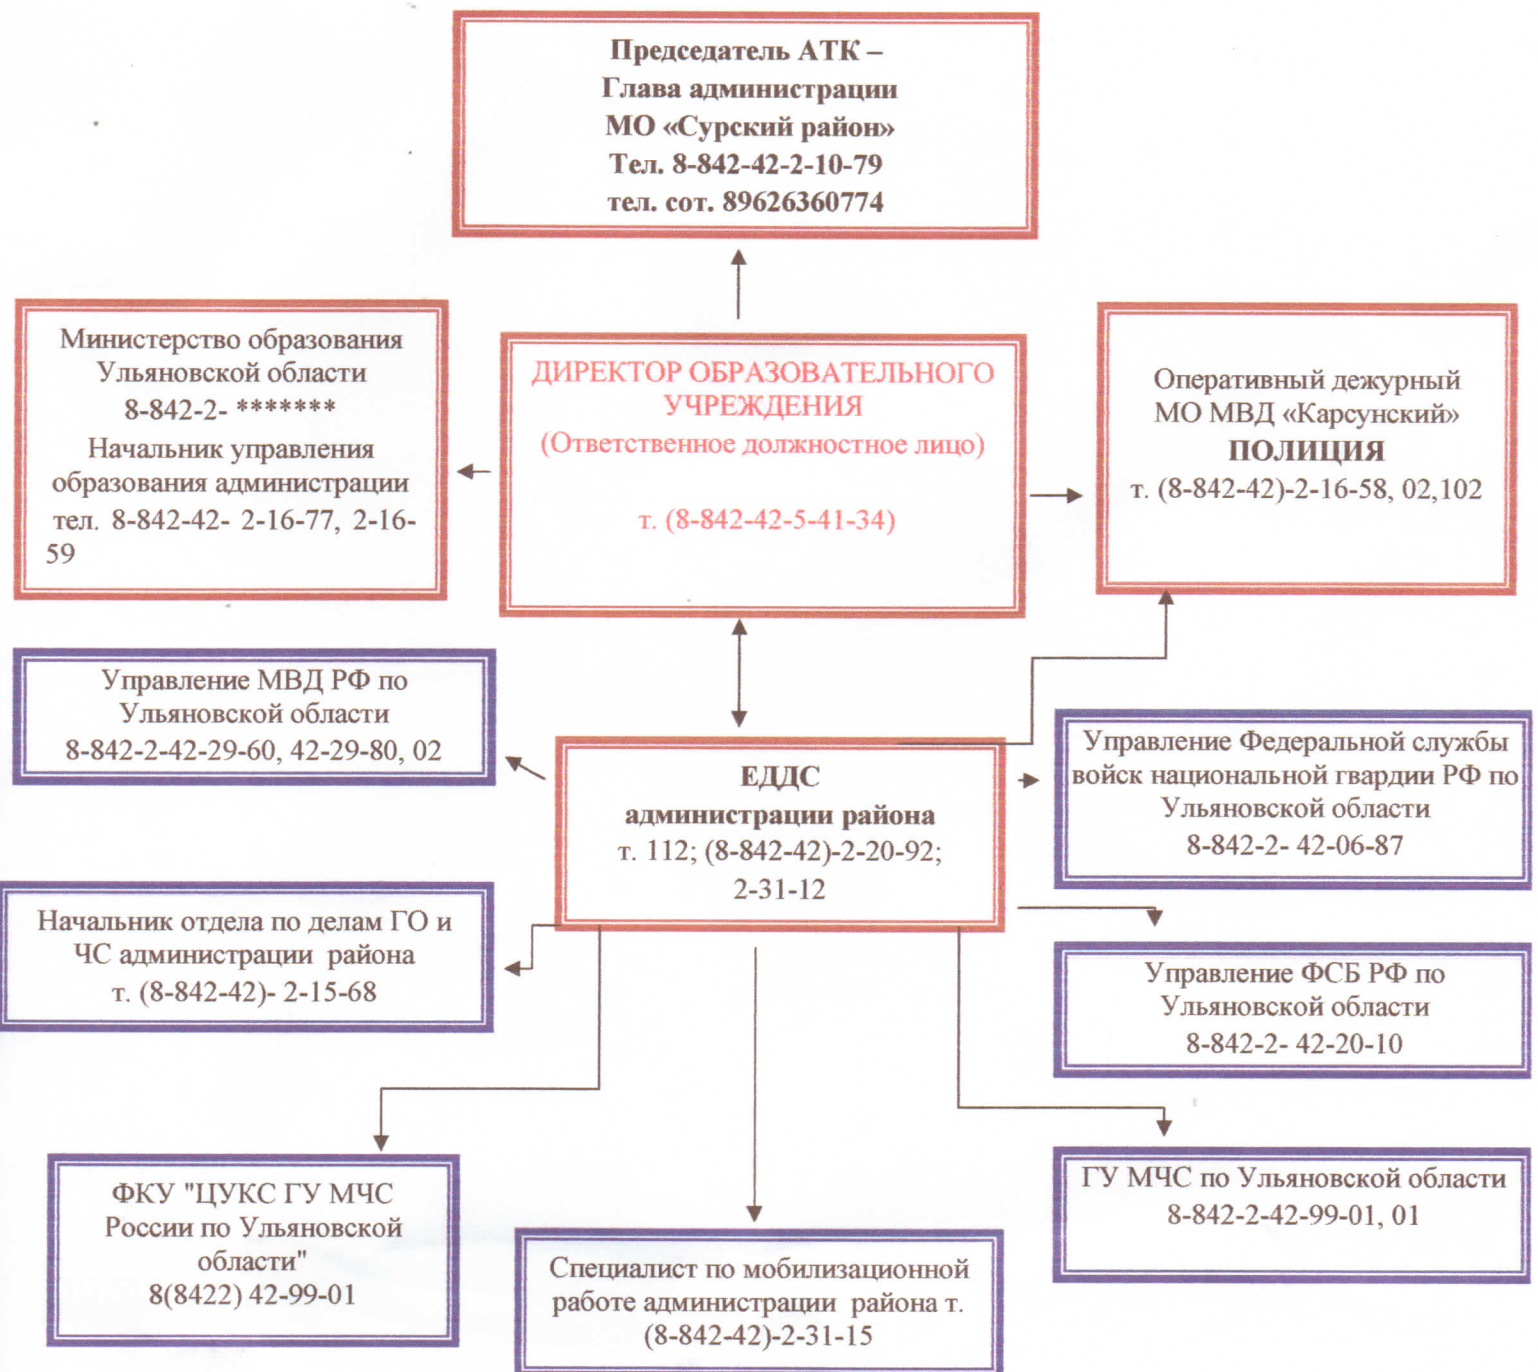 Председатель АТК –
Глава администрации
МО «Сурский район»
Тел. 8-842-42-2-10-79
тел. сот. 89626360774
Министерство образования
Ульяновской области
8-842-2- *******
Начальник управления
образования администрации
тел. 8-842-42- 2-16-77, 2-16-
59
ДИРЕКТОР ОБРАЗОВАТЕЛЬНОГО
УЧРЕЖДЕНИЯ
(Ответственное должностное лицо)
т. (8-842-42-5-41-34)
Оперативный дежурный
МО МВД «Карсунский»
ПОЛИЦИЯ
т. (8-842-42)-2-16-58, 02,102
Управление МВД РФ по
Ульяновской области
8-842-2-42-29-60, 42-29-80, 02
ЕДДС
администрации района
т. 112; (8-842-42)-2-20-92;
2-31-12
Управление Федеральной службы
войск национальной гвардии РФ по
Ульяновской области
8-842-2- 42-06-87
Начальник отдела по делам ГО и
ЧС администрации района
т. (8-842-42)- 2-15-68
Управление ФСБ РФ по
Ульяновской области
8-842-2- 42-20-10
ФКУ "ЦУКС ГУ МЧС
России по Ульяновской
области"
8(8422) 42-99-01
Специалист по мобилизационной
работе администрации района т.
(8-842-42)-2-31-15
ГУ МЧС по Ульяновской области
8-842-2-42-99-01, 01